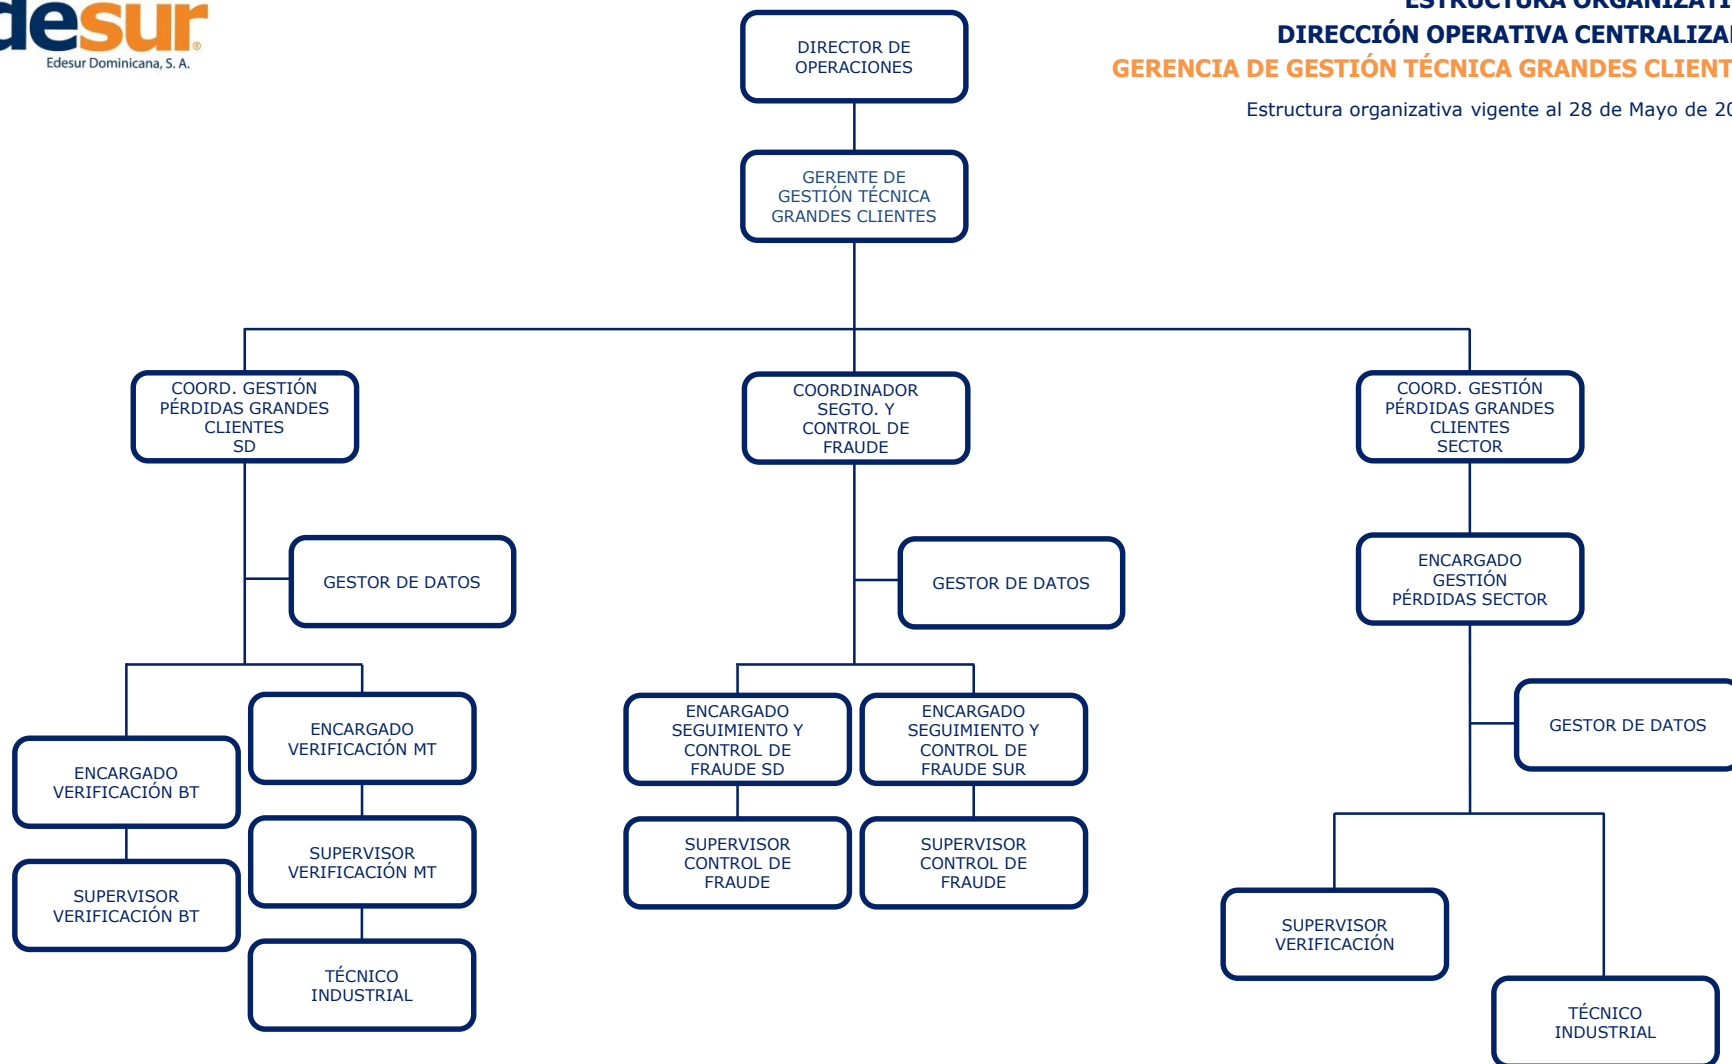 desur
Edesur Dominicana, S. A.
DIRECCIÓN OPERATIVA
GERENCIA DE GESTIÓN TÉCNICA GRANDES
Estructura organizativa vigente al 28 de Mayo de
DIRECTOR DE
OPERACIONES
GERENTE DE
GESTIÓN TÉCNICA
GRANDES CLIENTES
COORD. GESTIÓN
PÉRDIDAS GRANDES
CLIENTES
SD
COORDINADOR
SEGTO. Y
CONTROL DE
FRAUDE
COORD. GESTIÓN
PÉRDIDAS GRANDES
CLIENTES
SECTOR
GESTOR DE DATOS
GESTOR DE DATOS
ENCARGADO
GESTIÓN
PÉRDIDAS SECTOR
GESTOR DE DATOS
ENCARGADO
VERIFICACIÓN BT
SUPERVISOR
VERIFICACIÓN BT
ENCARGADO
VERIFICACIÓN MT
SUPERVISOR
VERIFICACIÓN MT
TÉCNICO
INDUSTRIAL
ENCARGADO
SEGUIMIENTO Y
CONTROL DE
FRAUDE SD
SUPERVISOR
CONTROL DE
FRAUDE
ENCARGADO
SEGUIMIENTO Y
CONTROL DE
FRAUDE SUR
SUPERVISOR
CONTROL DE
FRAUDE
SUPERVISOR
VERIFICACIÓN
TÉCNICO
INDUSTRIAL